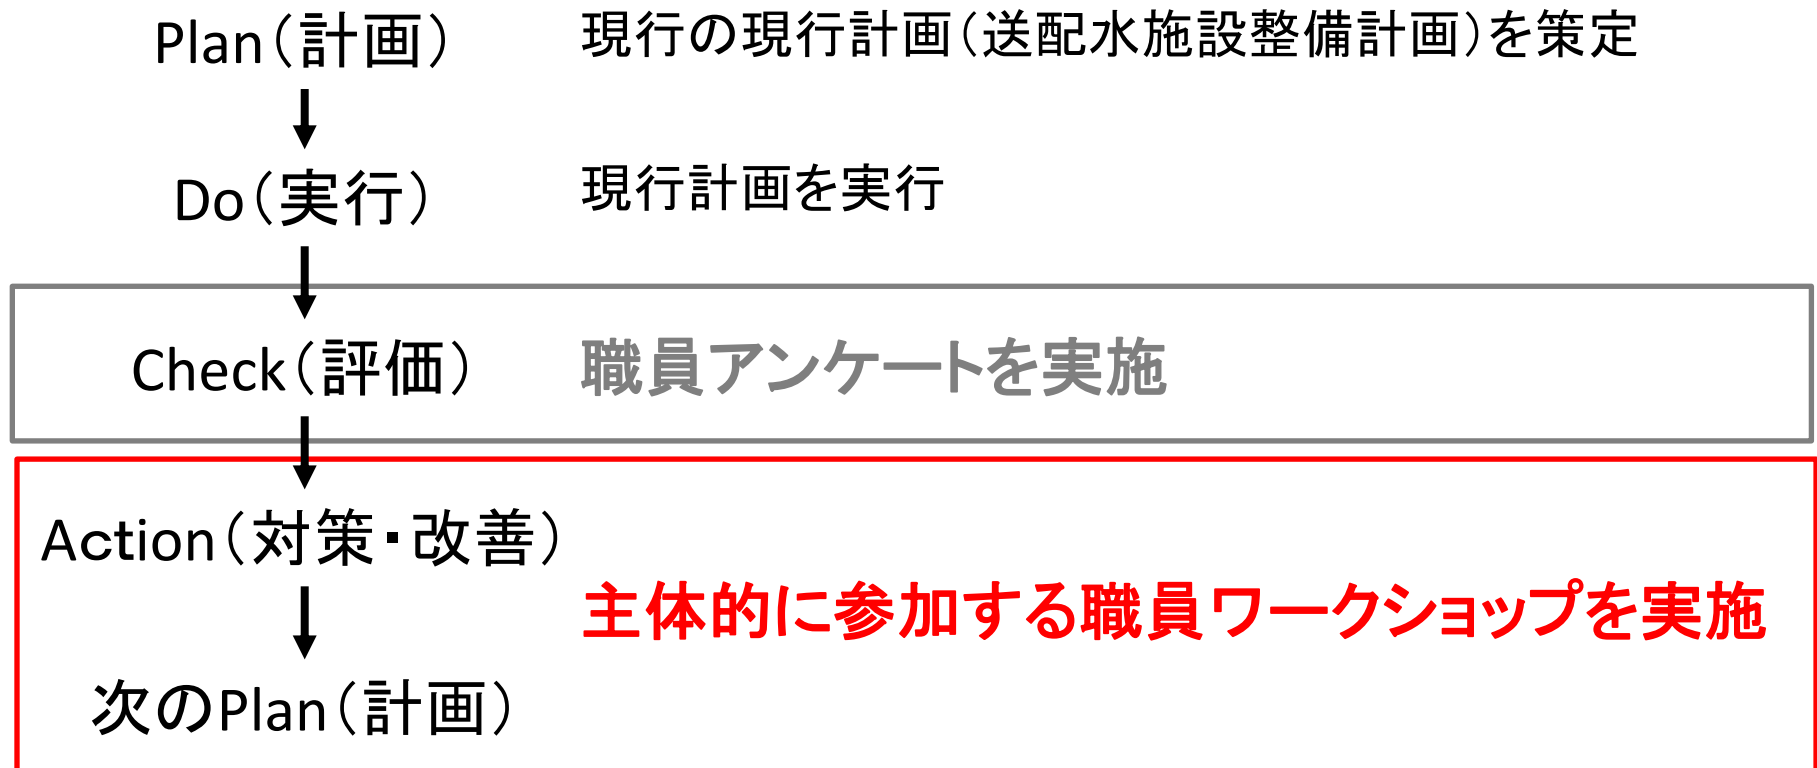 Plan（計画） 現行の現行計画（送配水施設整備計画）を策定
Do（実行） 現行計画を実行
Check（評価） 職員アンケートを実施
Action（対策・改善）
主体的に参加する職員ワークショップを実施
次のPlan（計画）